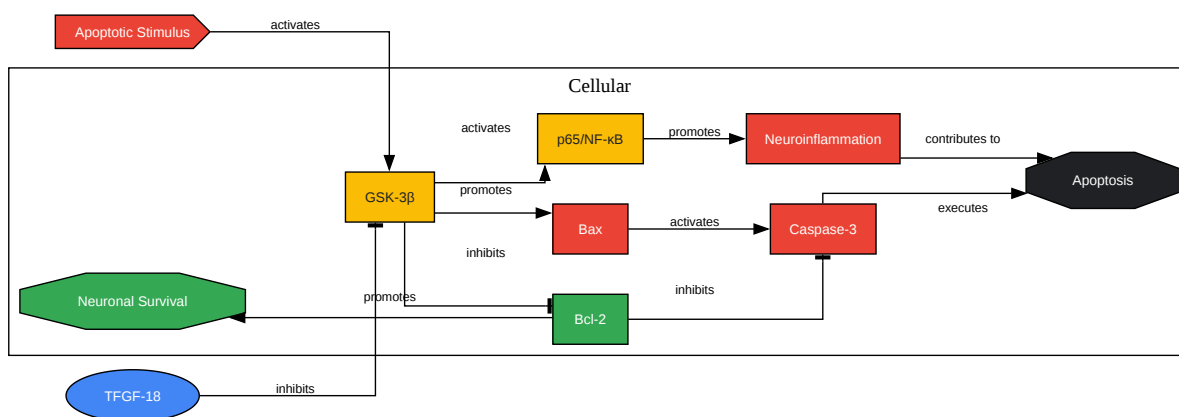 Apoptotic Stimulus
activates
Cellular
activates
p65/NF-κB
promotes
Neuroinflammation
contributes to
Apoptosis
GSK-3β
promotes
executes
Bax
activates
Caspase-3
inhibits
Neuronal Survival
promotes
inhibits
Bcl-2
TFGF-18
inhibits